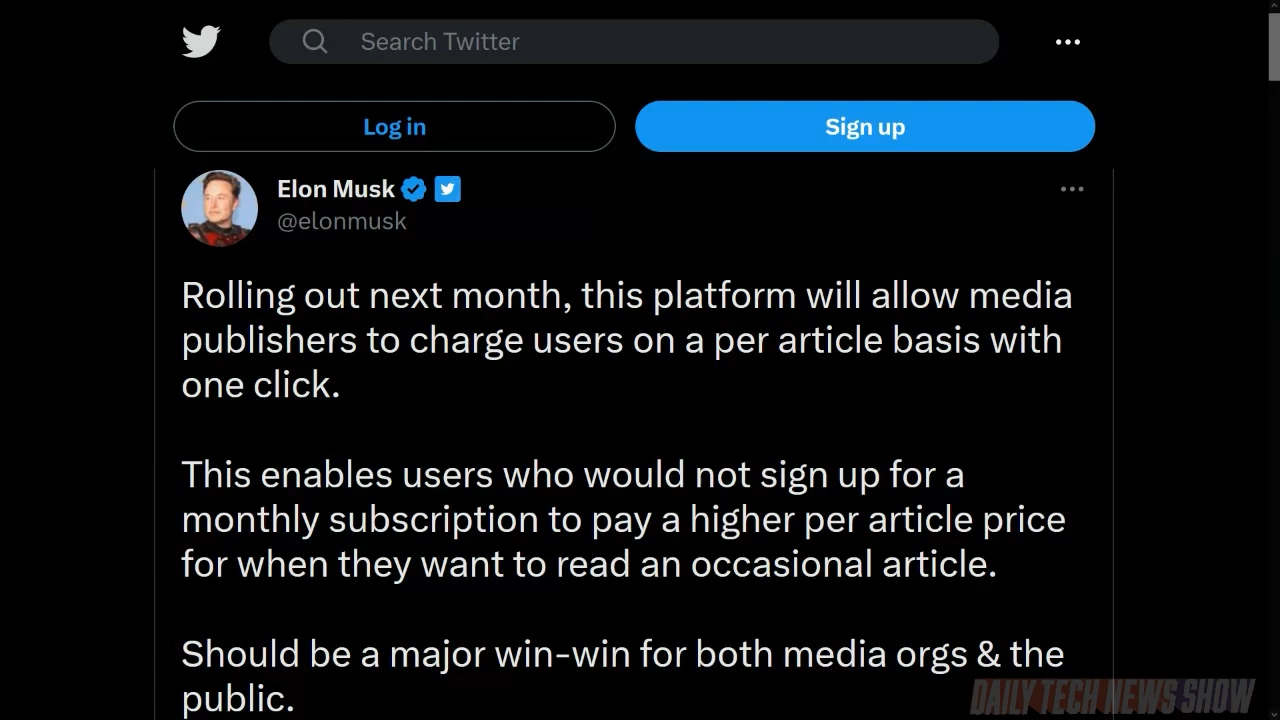 Search Twitter
Log in
Sign up
Elon Musk
@elonmusk
Rolling out next month, this platform will allow media
publishers to charge users on a per article basis with
one click.
This enables users who would not sign up for a
monthly subscription to pay a higher per article price
for when they want to read an occasional article.
Should be a major win-win for both media orgs & the
public.
DAILY TECH NEWS SHOW